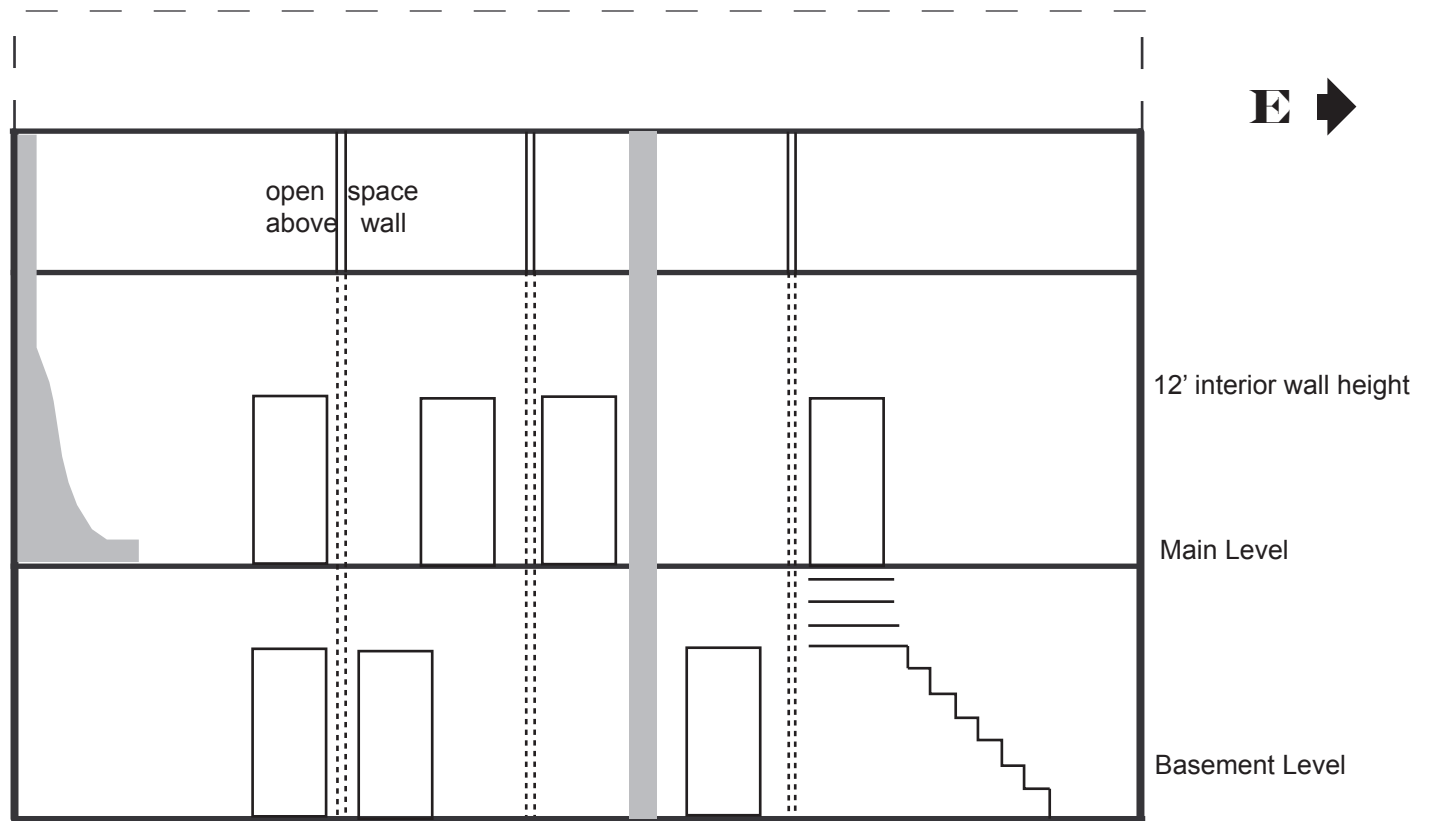 E
open space
above wall
12’ interior wall height
Main Level
Basement Level